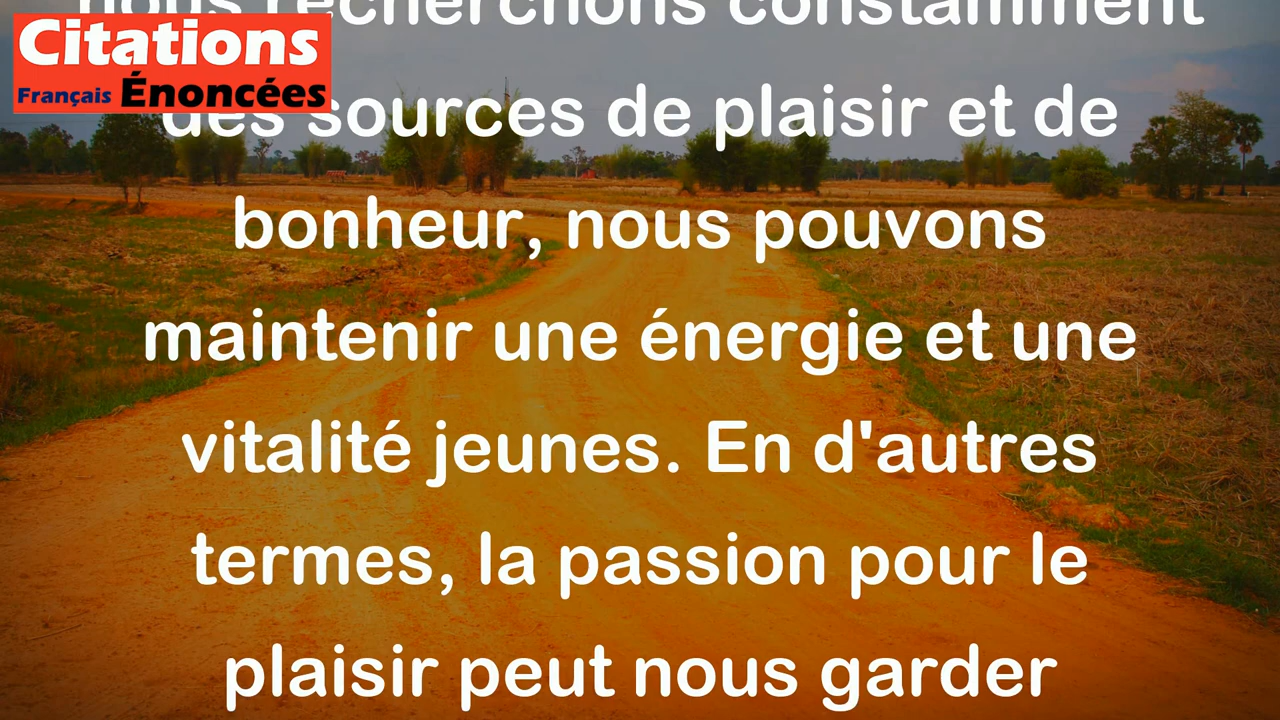 nous recherchons constamment
Citations
Français Énoncées
des sources de plaisir et de
bonheur, nous pouvons
maintenir une énergie et une
vitalité jeunes. En d'autres
termes, la passion pour le
plaisir peut nous garder